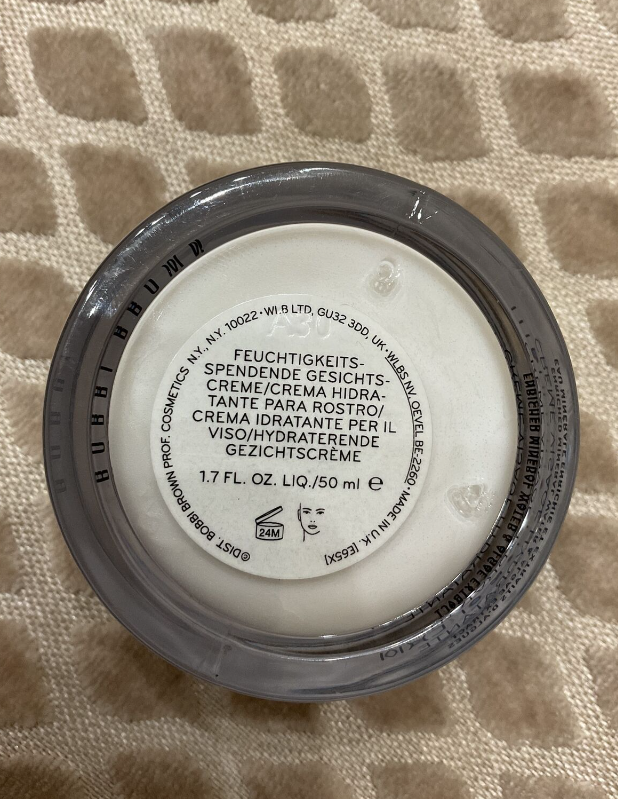 ©DIST. BOBBI BROWN PROF. COSMETICS N.Y., N.Y. 10022 • WLB LTD, GU32 3DD, UK • WLBS NV, OEVEL BE-2260 • MADE IN U.K. [E65X]
A30
FEUCHTIGKEITS-
SPENDENDE GESICHTS-
CREME/CREMA HIDRA-
TANTE PARA ROSTRO/
CREMA IDRATANTE PER IL
VISO/HYDRATERENDE
GEZICHTSCRÈME
1.7 FL. OZ. LIQ./50 ml e
24M
BOBBI BROWN